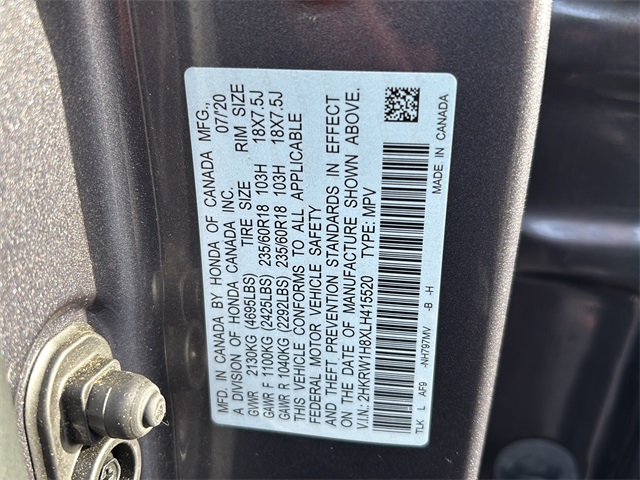 MFD. IN CANADA BY HONDA OF CANADA MFG.,
A DIVISION OF HONDA CANADA INC. 07/'20
GVWR 2130KG (4695LBS) TIRE SIZE RIM SIZE
GAWR F 1100KG (2425LBS) 235/60R18 103H 18X7.5J
GAWR R 1040KG (2292LBS) 235/60R18 103H 18X7.5J
THIS VEHICLE CONFORMS TO ALL APPLICABLE
FEDERAL MOTOR VEHICLE SAFETY
AND THEFT PREVENTION STANDARDS IN EFFECT
ON THE DATE OF MANUFACTURE SHOWN ABOVE.
V.I.N.: 2HKRW1H8XLH415520 TYPE: MPV
TLK L AF9 -NH797MV -B -H MADE IN CANADA